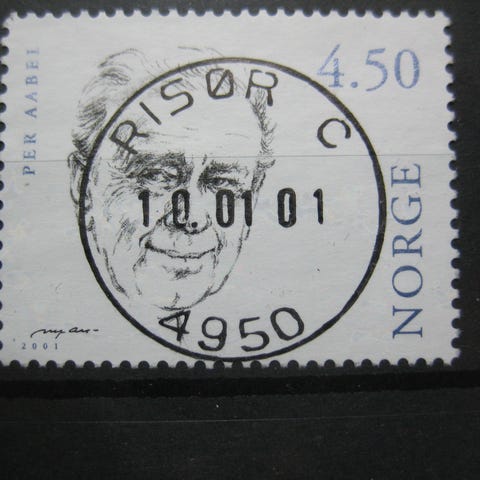 PER AABEL
4.50
NORGE
RISØR C
10.01 01
4950
2001